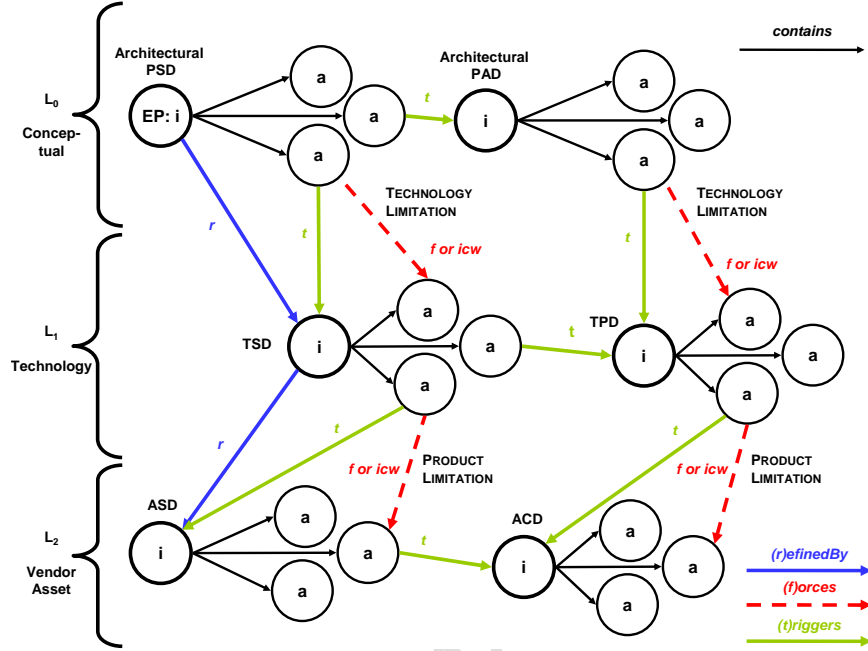 Architectural
PSD
Architectural
PAD
contains
L0
Concep-
tual
EP: i
a
a
a
t
i
a
a
a
TECHNOLOGY
LIMITATION
TECHNOLOGY
LIMITATION
r
t
f or icw
t
f or icw
L1
Technology
TSD
i
a
a
a
t
TPD
i
a
a
a
r
t
f or icw
PRODUCT
LIMITATION
t
f or icw
PRODUCT
LIMITATION
L2
Vendor
Asset
ASD
i
a
a
a
t
ACD
i
a
a
a
(r)efinedBy
(f)orces
(t)riggers